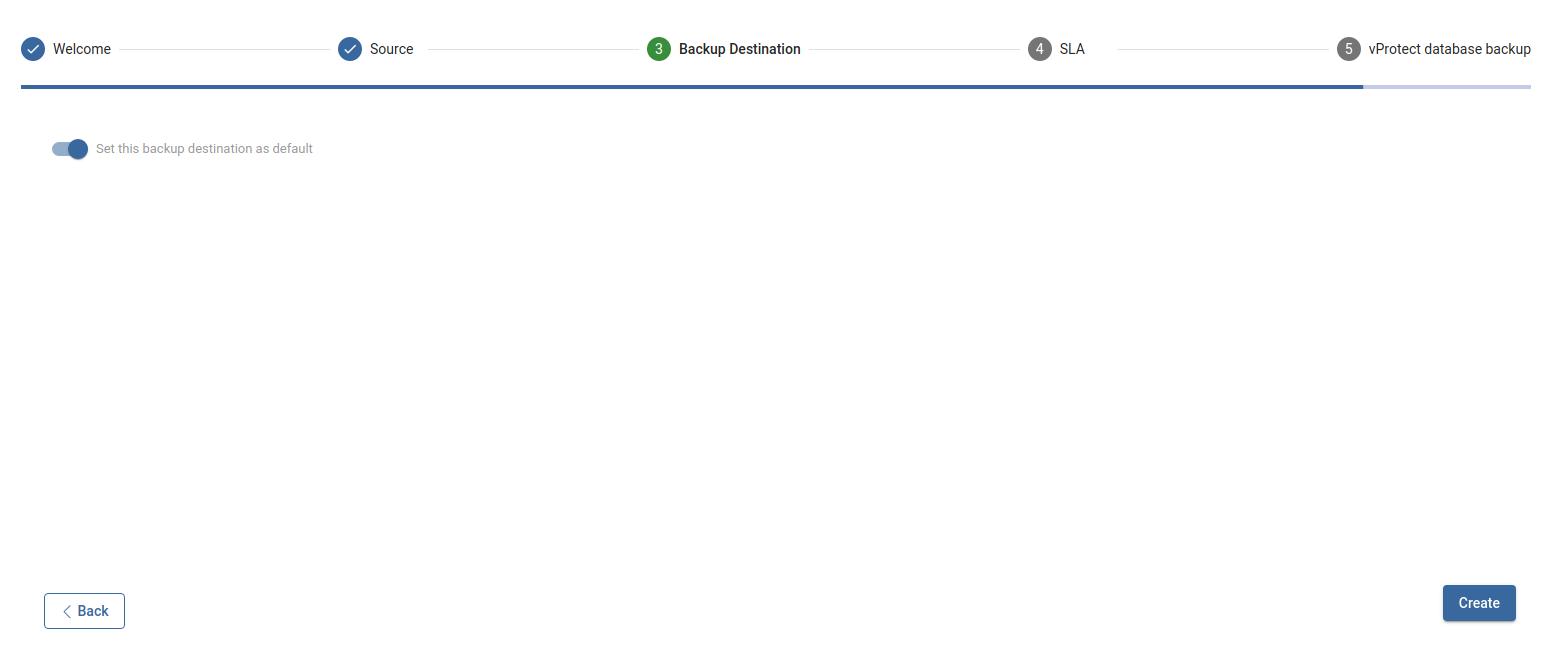 Welcome
Source
3 Backup Destination
4 SLA
5 vProtect database backup
Set this backup destination as default
Back
Create